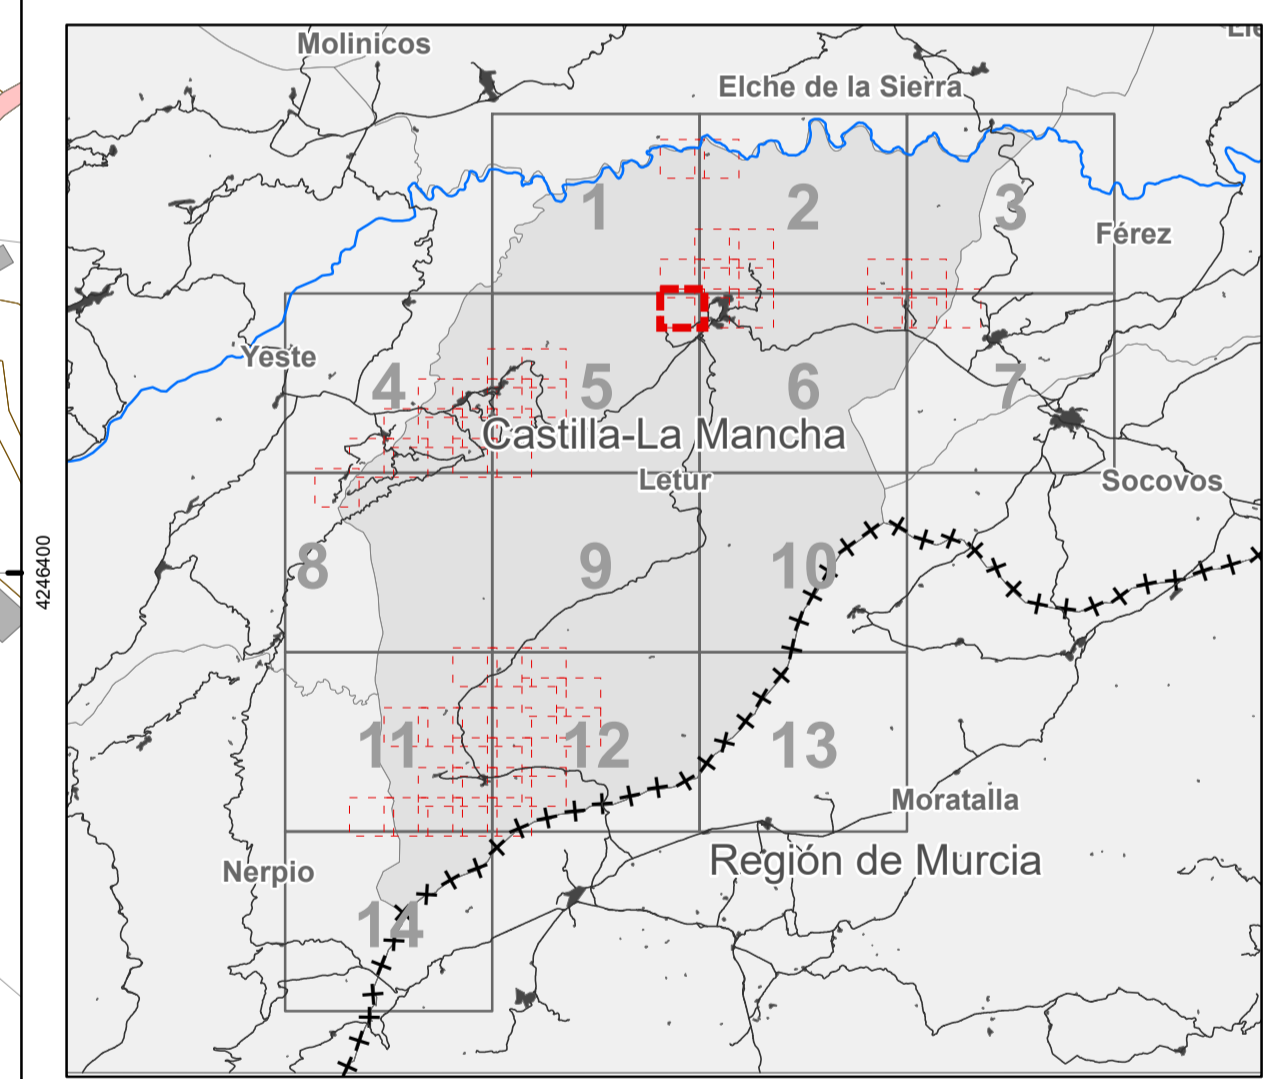 Molinicos
Elche de la Sierra
1
2
3
Férez
Yeste
4
5
6
7
Castilla-La Mancha
Letur
Socovos
8
9
10
4246400
11
12
13
Moratalla
Región de Murcia
Nerpio
14